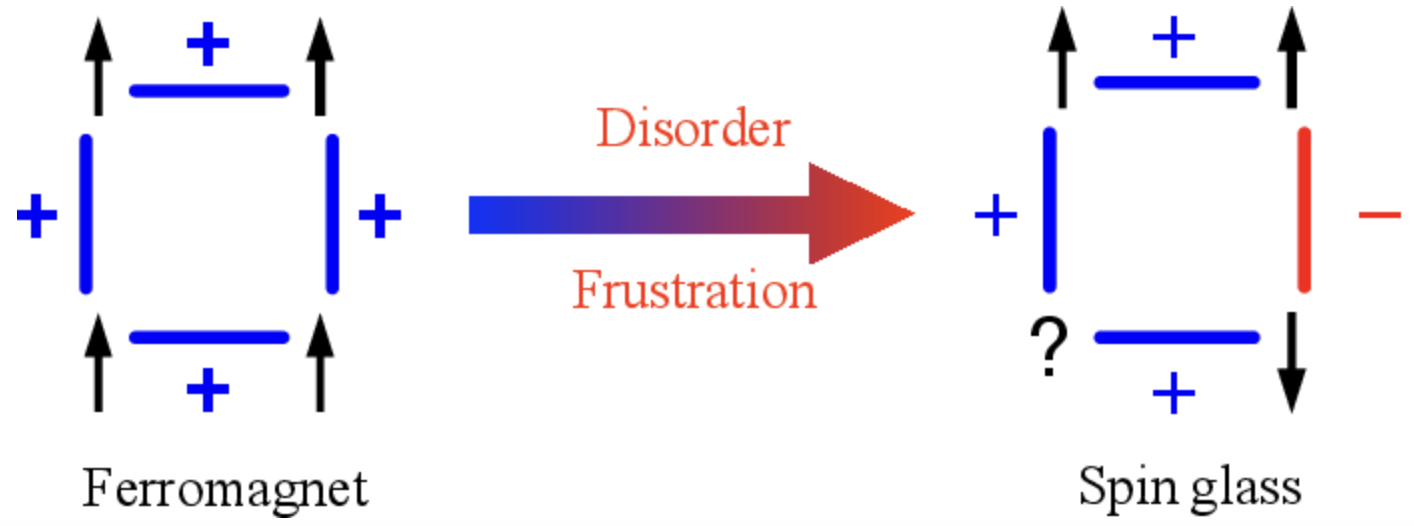 + +
Disorder
+ + + −
Frustration
?
+ +
Ferromagnet Spin glass